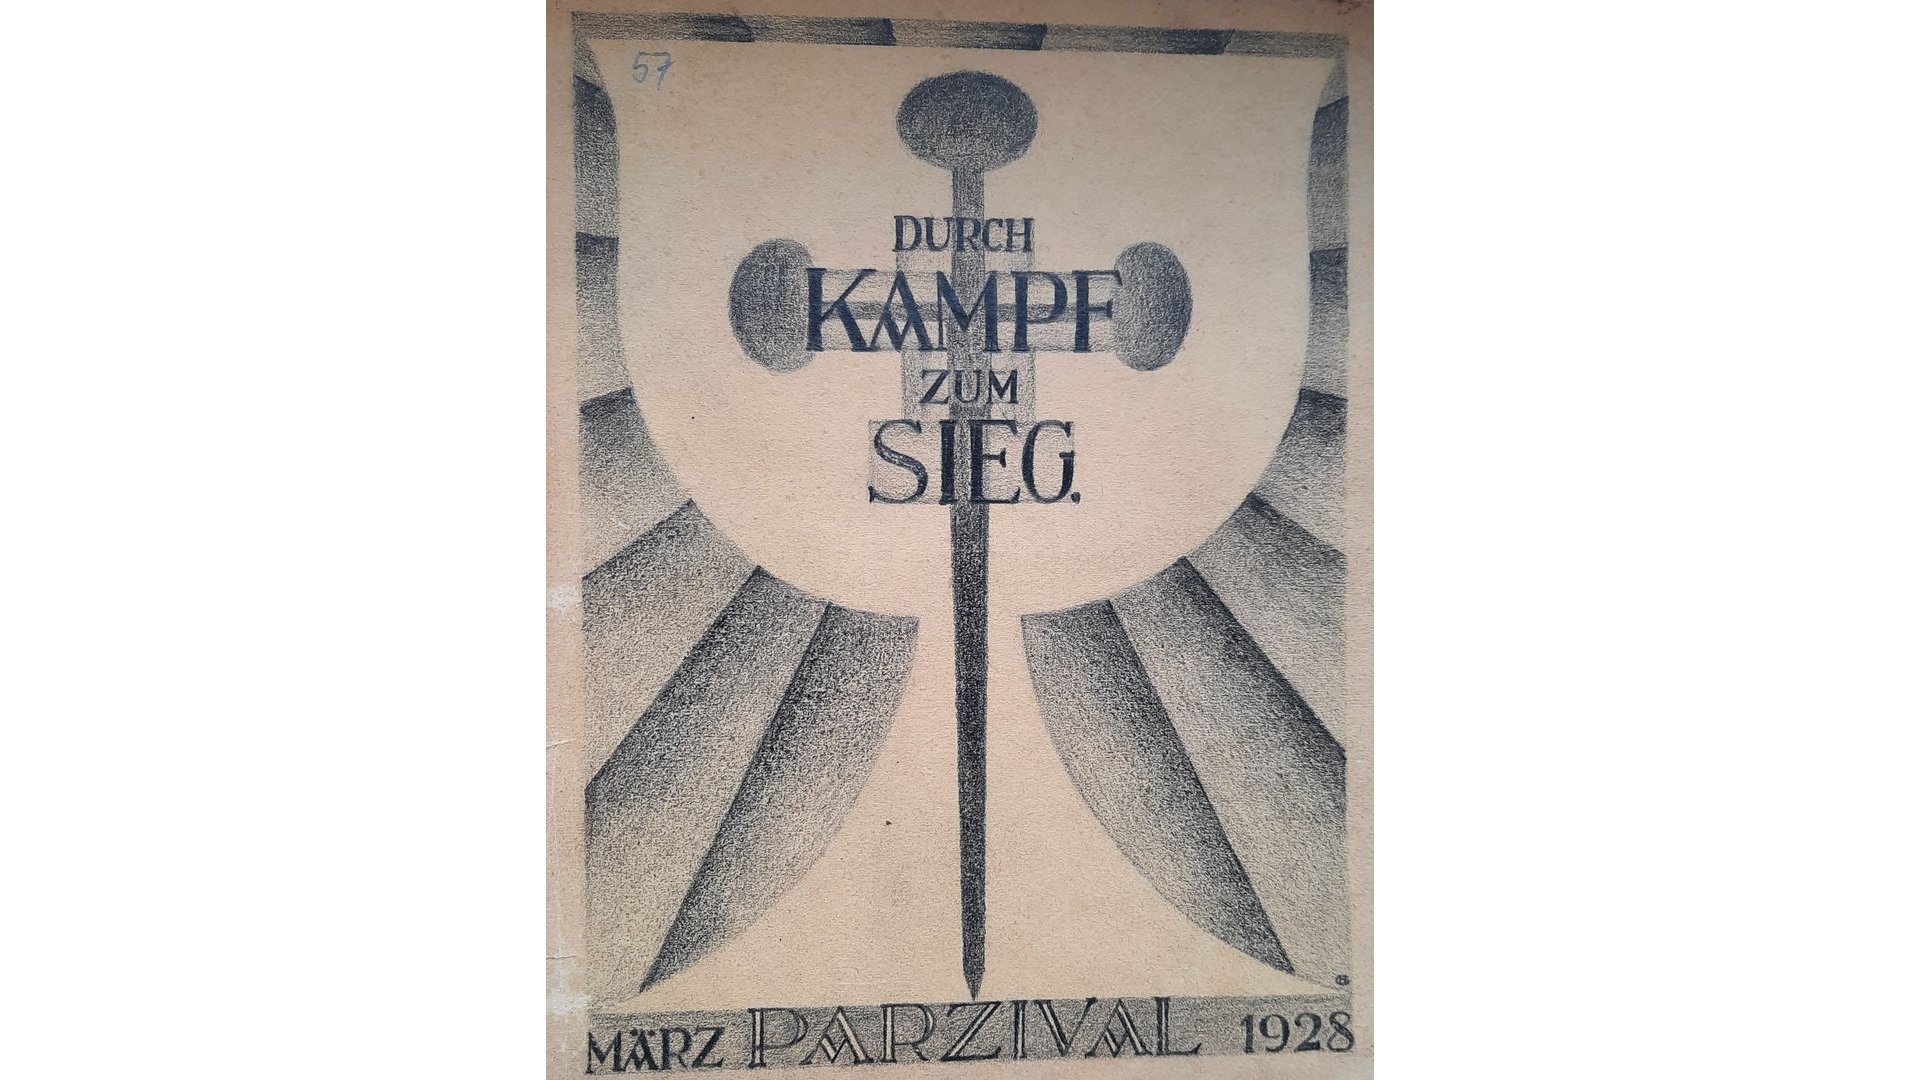 57
DURCH
KAMPF
ZUM
SIEG.
MÄRZ PARZIVAL 1928